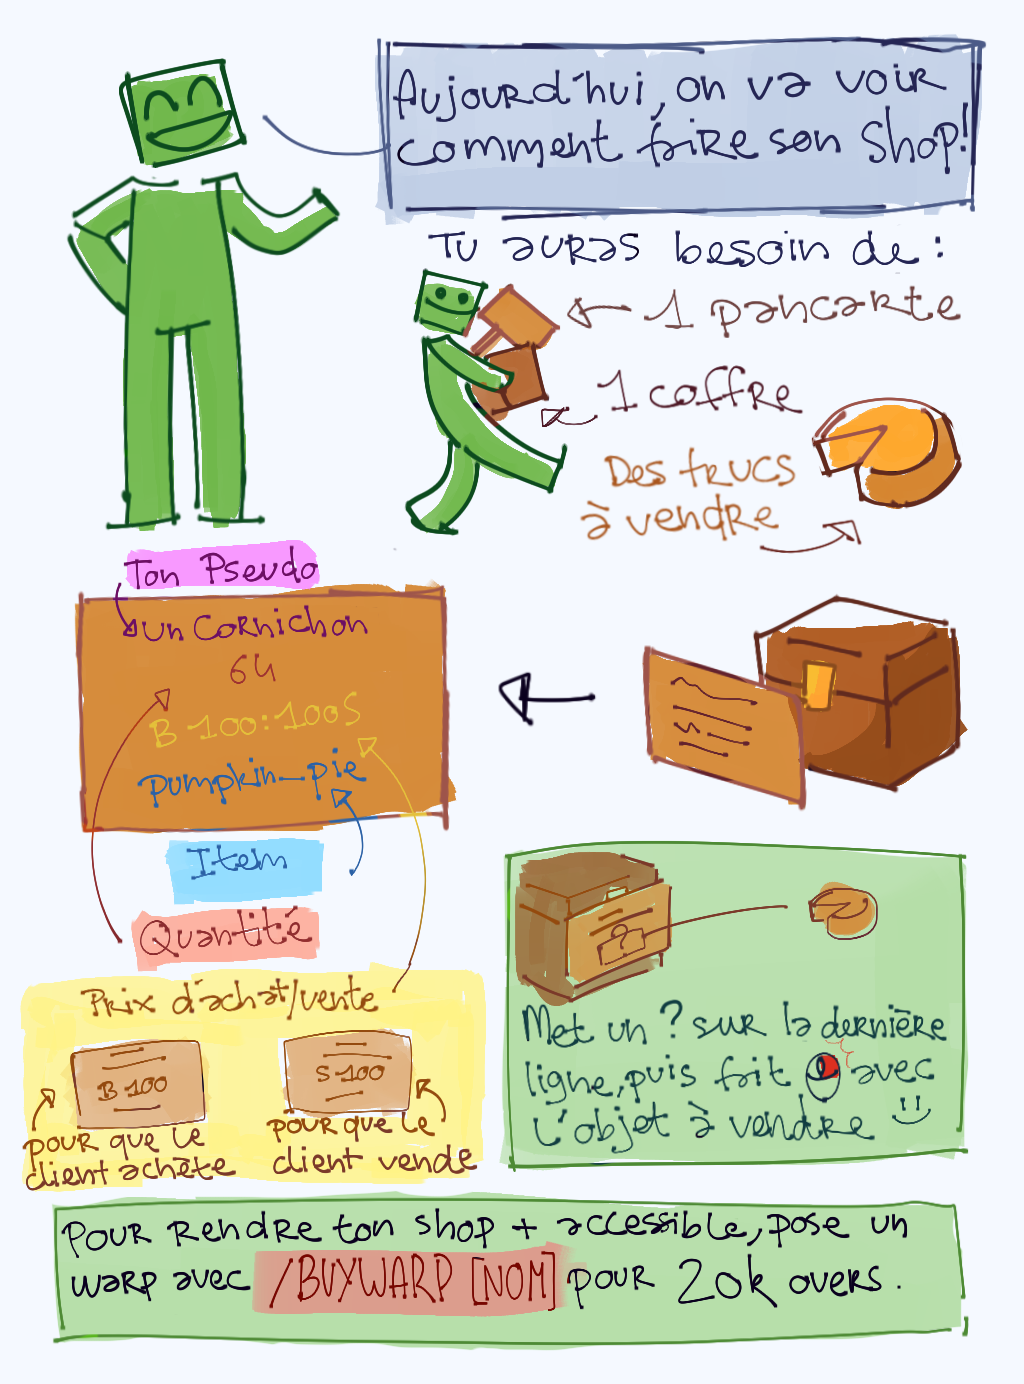 Aujourd'hui, on va voir
comment faire son Shop!
Tu auras besoin de :
1 pancarte
1 coffre
Des trucs
à vendre
Ton Pseudo
Un Cornichon
64
B 100:100S
pumpkin_pie
Item
Quantité
Prix d'achat/vente
B 100
S 100
pour que le
client achète
pour que le
client vende
?
Met un ? sur la dernière
ligne, puis fait avec
L'objet à vendre
Pour rendre ton shop + accessible, pose un
warp avec /BUYWARP [NOM] pour 20k overs.